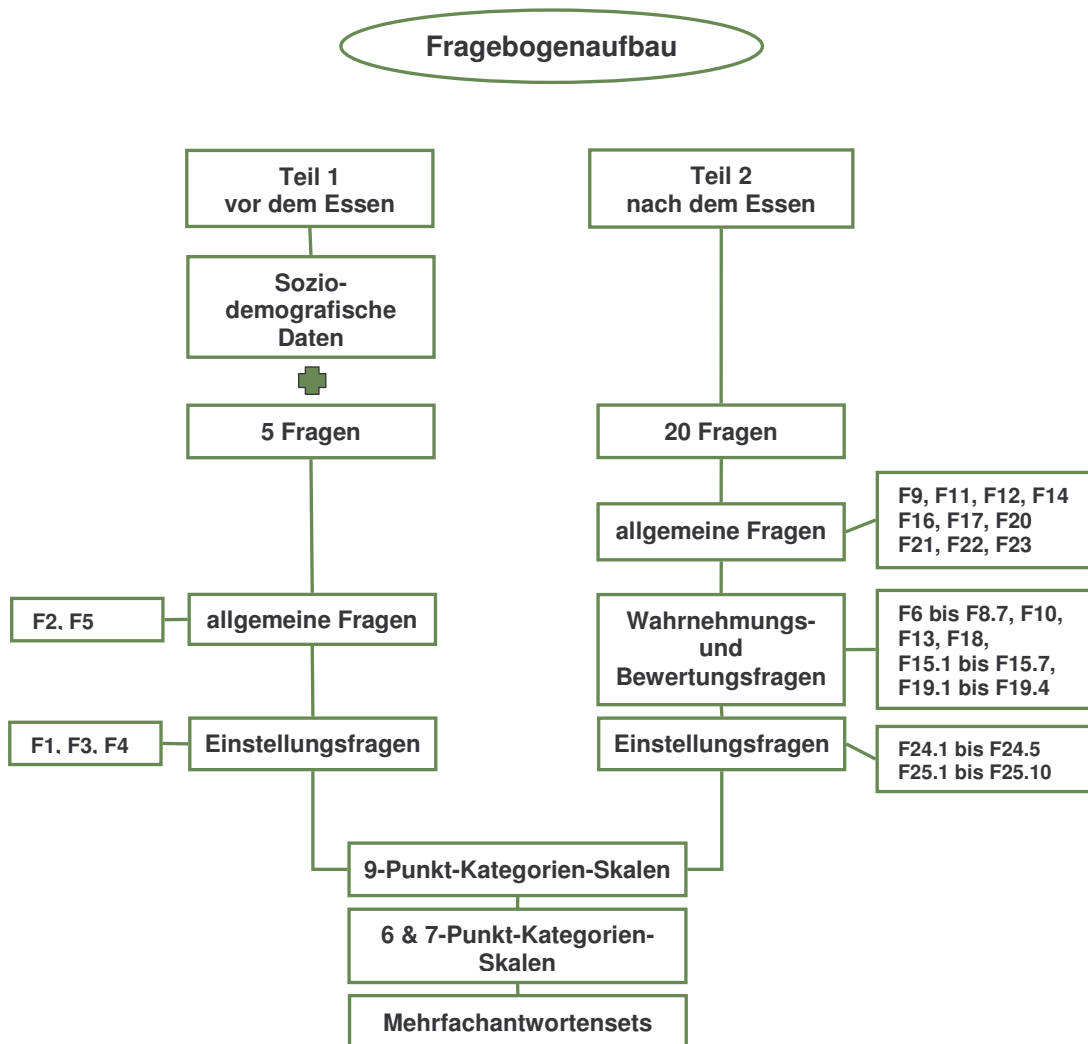 Fragebogenaufbau
Teil 1
vor dem Essen
Teil 2
nach dem Essen
Sozio-
demografische
Daten
5 Fragen
20 Fragen
allgemeine Fragen
F9, F11, F12, F14
F16, F17, F20
F21, F22, F23
F2, F5
allgemeine Fragen
Wahrnehmungs-
und
Bewertungsfragen
F6 bis F8.7, F10,
F13, F18,
F15.1 bis F15.7,
F19.1 bis F19.4
F1, F3, F4
Einstellungsfragen
Einstellungsfragen
F24.1 bis F24.5
F25.1 bis F25.10
9-Punkt-Kategorien-Skalen
6 & 7-Punkt-Kategorien-
Skalen
Mehrfachantwortensets